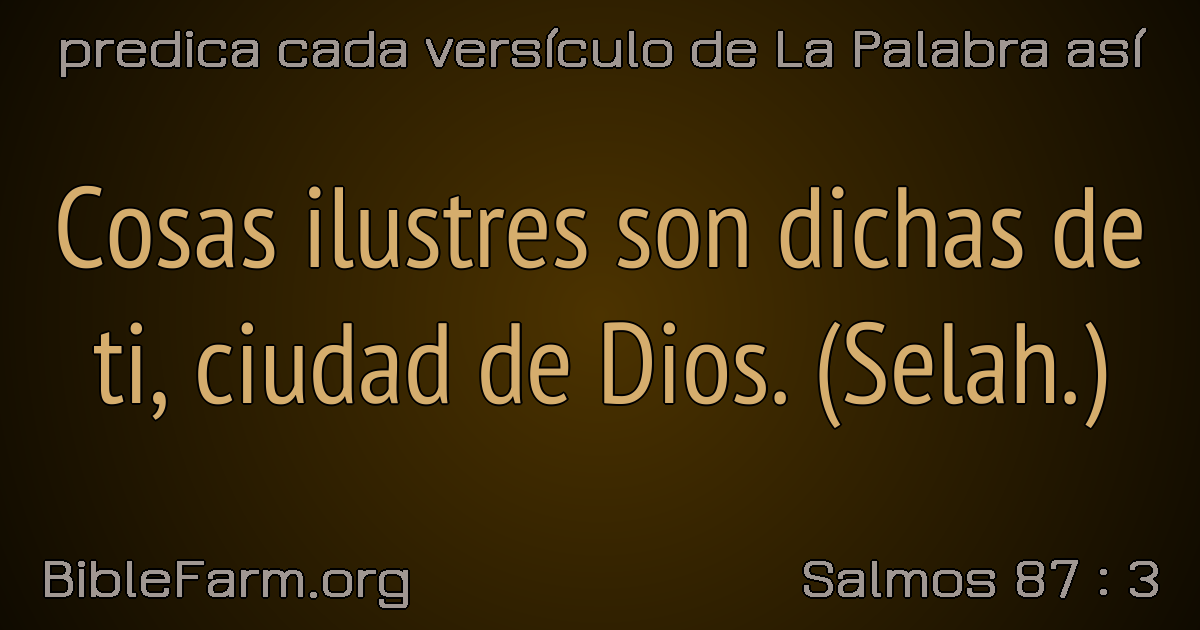 predica cada versículo de La Palabra así
Cosas ilustres son dichas de
ti, ciudad de Dios. (Selah.)
BibleFarm.org
Salmos 87 : 3